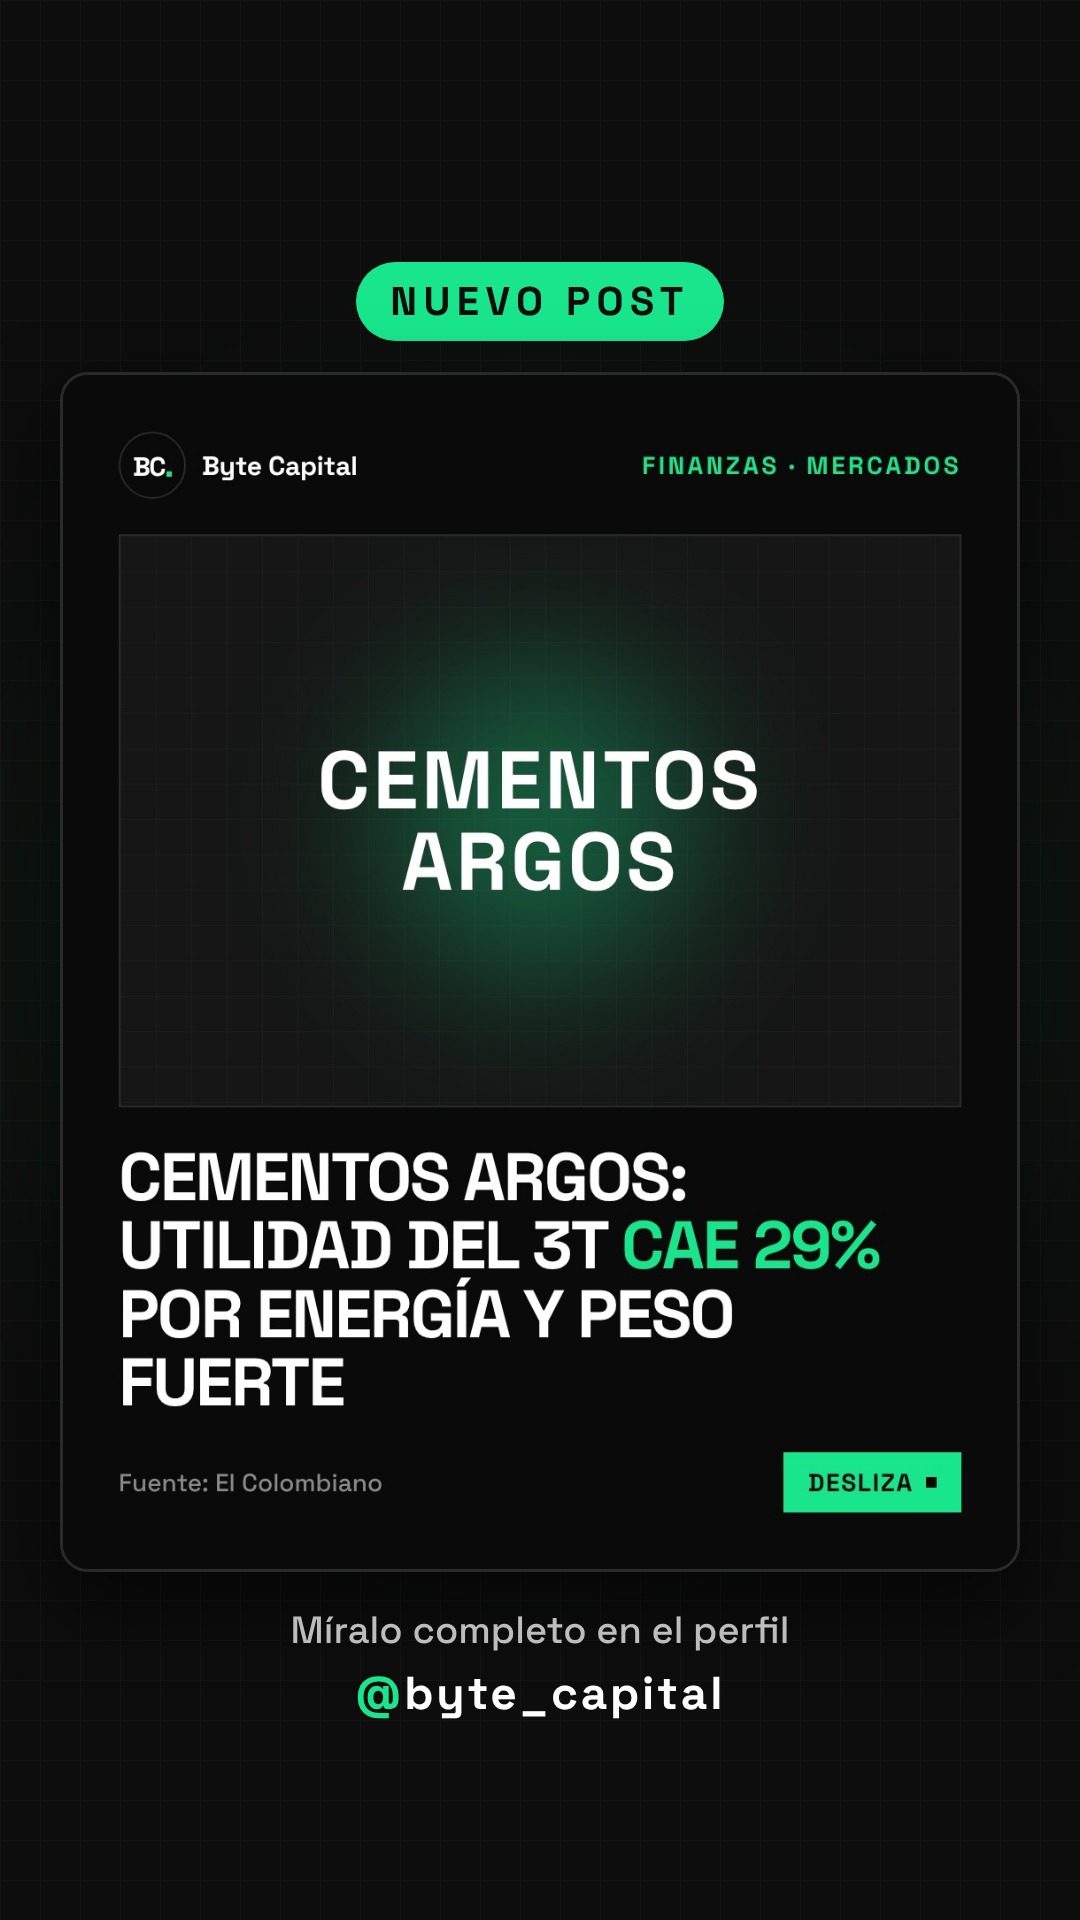 NUEVO POST
BC.
Byte Capital
FINANZAS · MERCADOS
CEMENTOS
ARGOS
CEMENTOS ARGOS:
UTILIDAD DEL 3T CAE 29%
POR ENERGÍA Y PESO
FUERTE
Fuente: El Colombiano
DESLIZA
Míralo completo en el perfil
@byte_capital